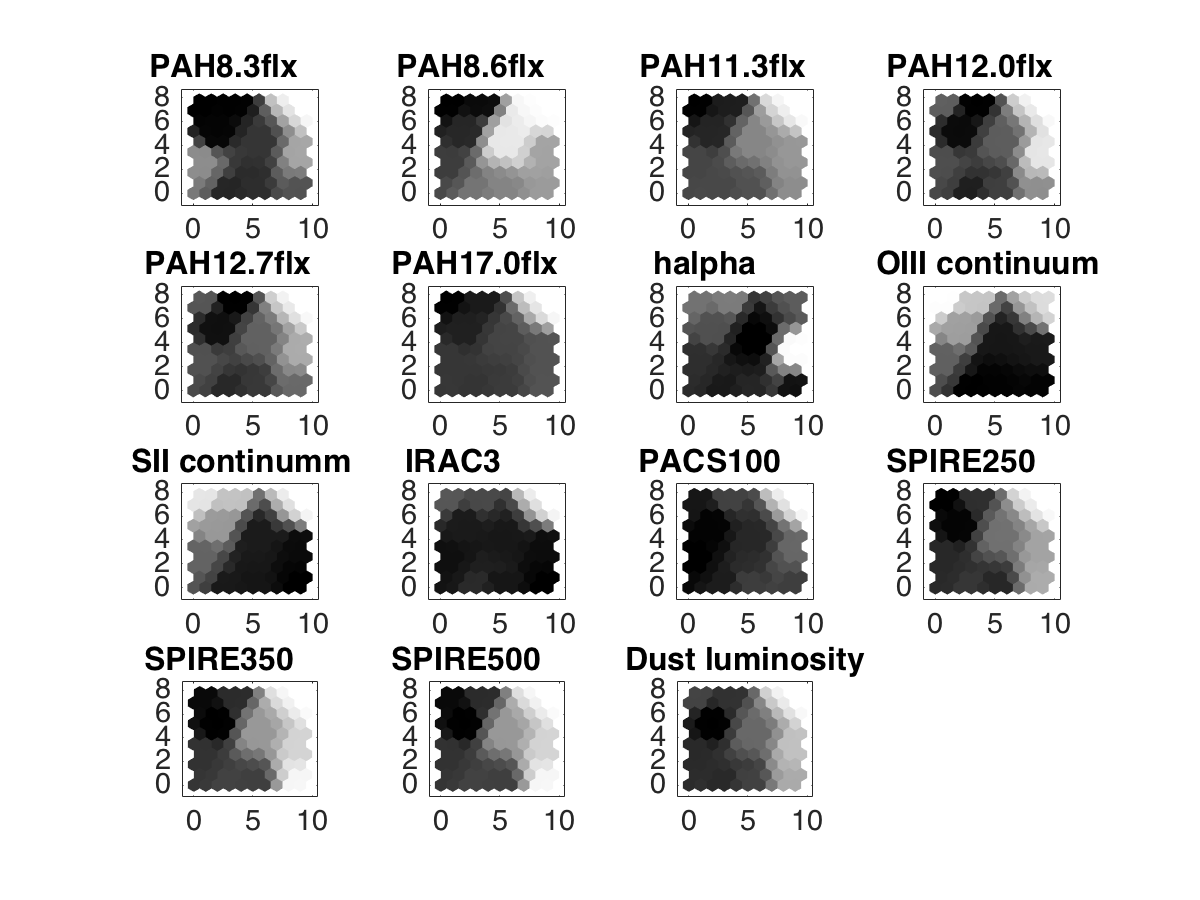 PAH8.3flx PAH8.6flx PAH11.3flx PAH12.0flx
8 8 8 8
6 6 6 6
4 4 4 4
2 2 2 2
0 0 0 0
0 5 10 0 5 10 0 5 10 0 5 10
PAH12.7flx PAH17.0flx halpha OIII continuum
8 8 8 8
6 6 6 6
4 4 4 4
2 2 2 2
0 0 0 0
0 5 10 0 5 10 0 5 10 0 5 10
SII continumm IRAC3 PACS100 SPIRE250
8 8 8 8
6 6 6 6
4 4 4 4
2 2 2 2
0 0 0 0
0 5 10 0 5 10 0 5 10 0 5 10
SPIRE350 SPIRE500 Dust luminosity
8 8 8
6 6 6
4 4 4
2 2 2
0 0 0
0 5 10 0 5 10 0 5 10